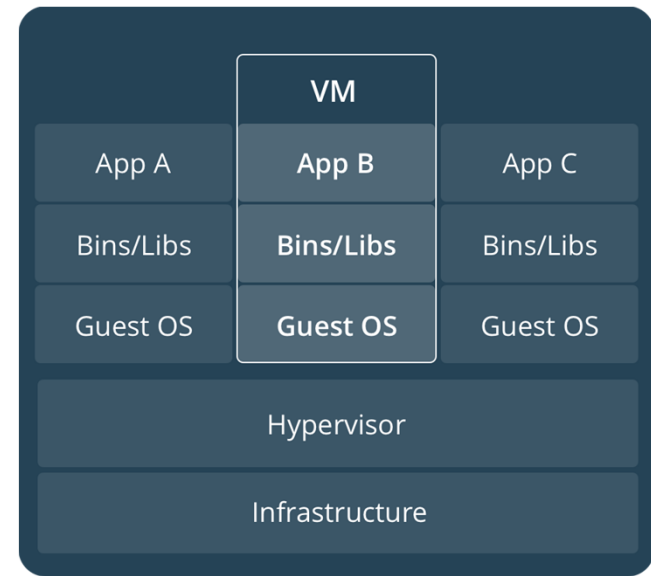 VM
App A App B App C
Bins/Libs Bins/Libs Bins/Libs
Guest OS Guest OS Guest OS
Hypervisor
Infrastructure